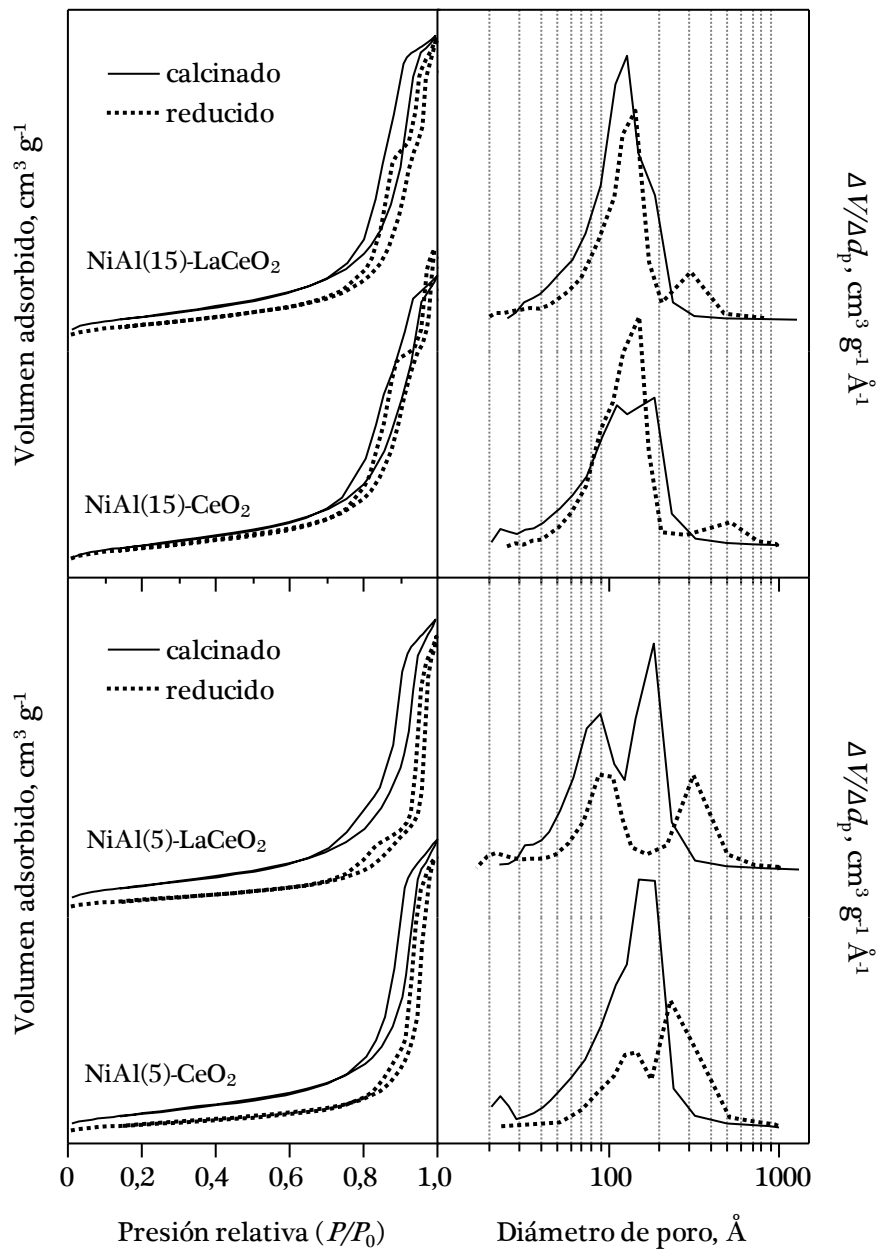 calcinado
reducido
Volumen adsorbido, cm³ g⁻¹
NiAl(15)-LaCeO₂
NiAl(15)-CeO₂
ΔV/Δdₚ, cm³ g⁻¹ Å⁻¹
calcinado
reducido
Volumen adsorbido, cm³ g⁻¹
NiAl(5)-LaCeO₂
NiAl(5)-CeO₂
ΔV/Δdₚ, cm³ g⁻¹ Å⁻¹
0 0,2 0,4 0,6 0,8 1,0 100 1000
Presión relativa (P/P₀) Diámetro de poro, Å